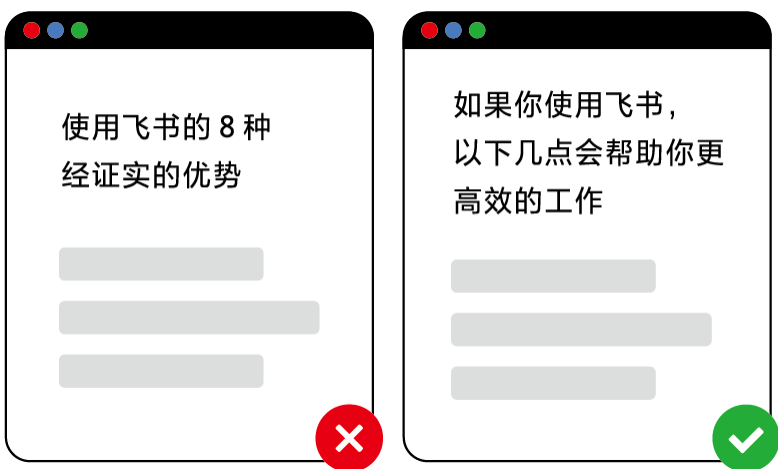 使用飞书的 8 种
经证实的优势
如果你使用飞书，
以下几点会帮助你更
高效的工作